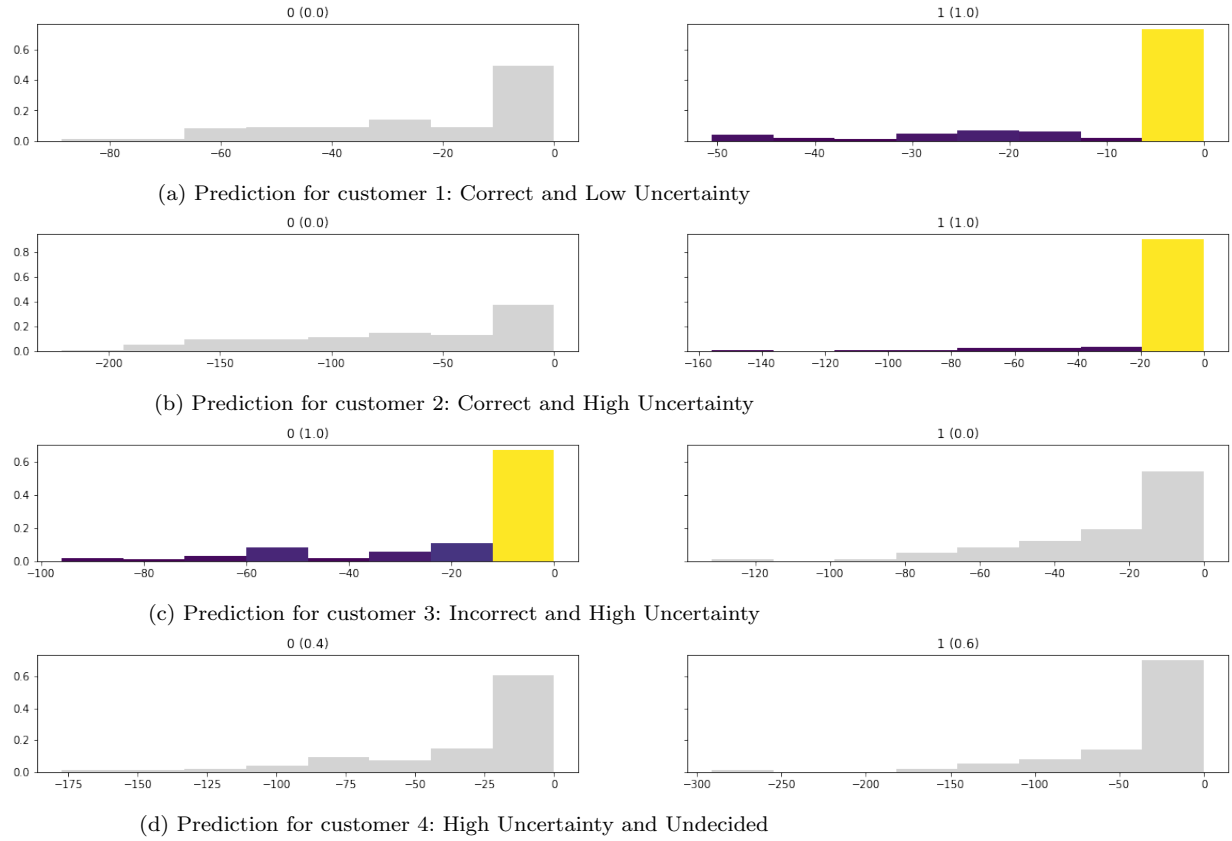 0 (0.0)
1 (1.0)
0.6
0.4
0.2
0.0
−80 −60 −40 −20 0
−50 −40 −30 −20 −10 0
(a) Prediction for customer 1: Correct and Low Uncertainty
0 (0.0)
1 (1.0)
0.8
0.6
0.4
0.2
0.0
−200 −150 −100 −50 0
−160 −140 −120 −100 −80 −60 −40 −20 0
(b) Prediction for customer 2: Correct and High Uncertainty
0 (1.0)
1 (0.0)
0.6
0.4
0.2
0.0
−100 −80 −60 −40 −20 0
−120 −100 −80 −60 −40 −20 0
(c) Prediction for customer 3: Incorrect and High Uncertainty
0 (0.4)
1 (0.6)
0.6
0.4
0.2
0.0
−175 −150 −125 −100 −75 −50 −25 0
−300 −250 −200 −150 −100 −50 0
(d) Prediction for customer 4: High Uncertainty and Undecided